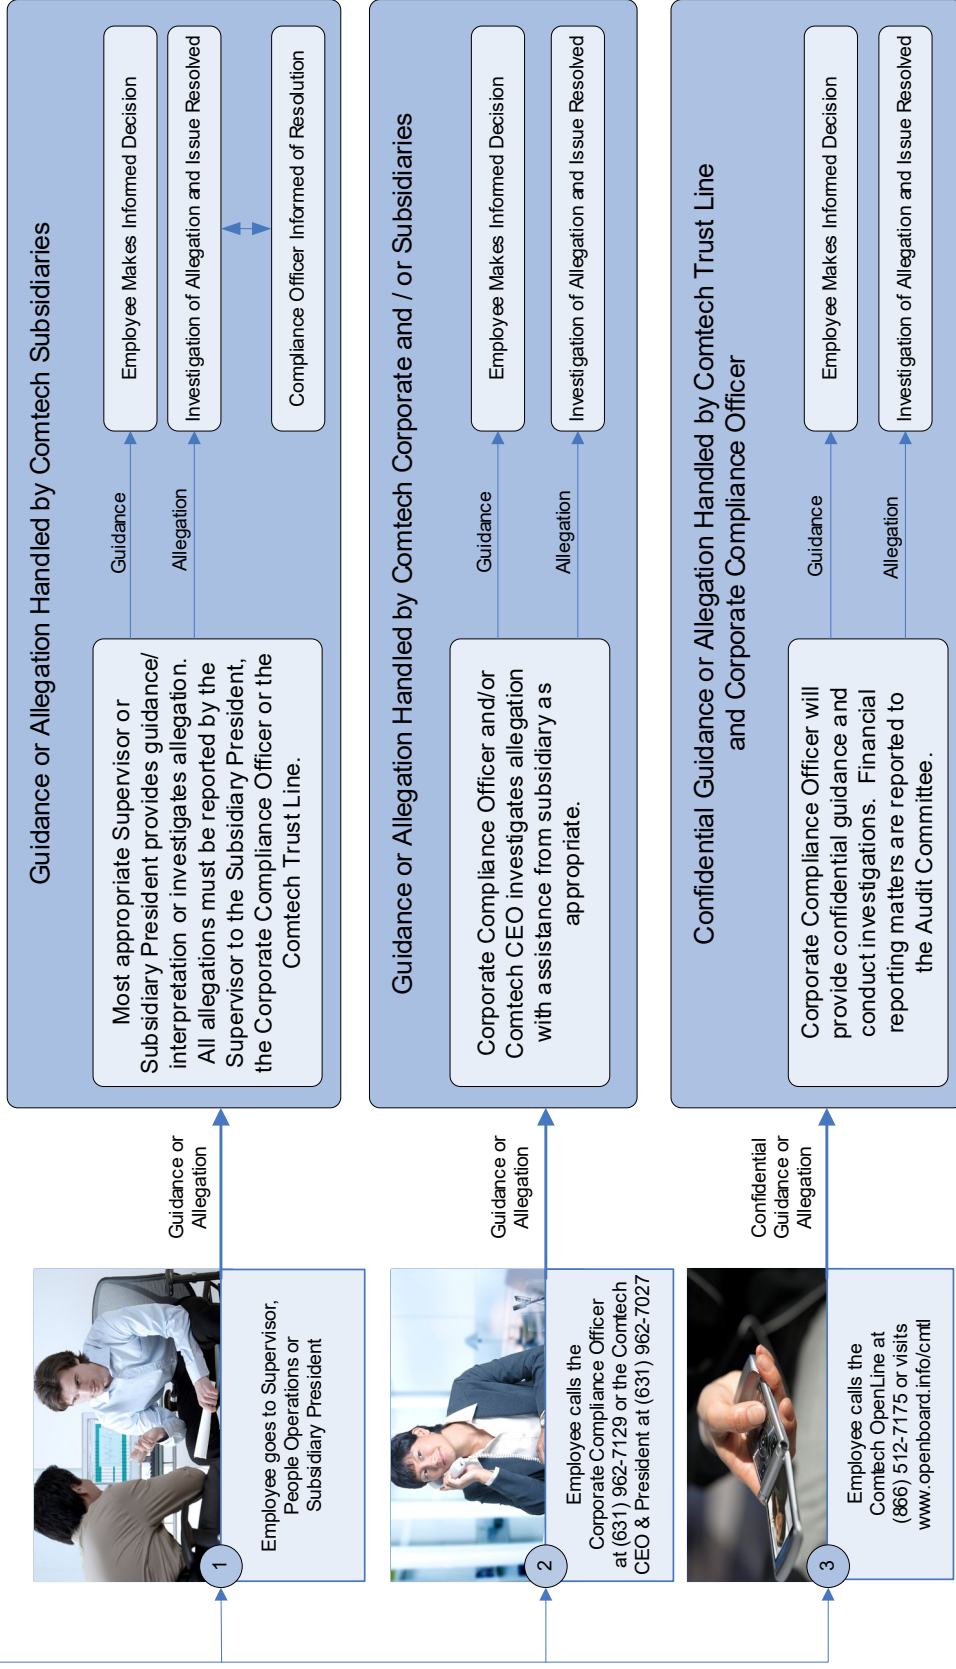 1
Employee goes to Supervisor,
People Operations or
Subsidiary President
Guidance or
Allegation
Guidance or Allegation Handled by Comtech Subsidiaries
Most appropriate Supervisor or
Subsidiary President provides guidance/
interpretation or investigates allegation.
All allegations must be reported by the
Supervisor to the Subsidiary President,
the Corporate Compliance Officer or the
Comtech Trust Line.
Guidance
Allegation
Employee Makes Informed Decision
Investigation of Allegation and Issue Resolved
Compliance Officer Informed of Resolution
2
Employee calls the
Corporate Compliance Officer
at (631) 962-7129 or the Comtech
CEO & President at (631) 962-7027
Guidance or
Allegation
Guidance or Allegation Handled by Comtech Corporate and / or Subsidiaries
Corporate Compliance Officer and/or
Comtech CEO investigates allegation
with assistance from subsidiary as
appropriate.
Guidance
Allegation
Employee Makes Informed Decision
Investigation of Allegation and Issue Resolved
3
Employee calls the
Comtech OpenLine at
(866) 512-7175 or visits
www.openboard.info/cmtl
Confidential
Guidance or
Allegation
Confidential Guidance or Allegation Handled by Comtech Trust Line
and Corporate Compliance Officer
Corporate Compliance Officer will
provide confidential guidance and
conduct investigations.  Financial
reporting matters are reported to
the Audit Committee.
Guidance
Allegation
Employee Makes Informed Decision
Investigation of Allegation and Issue Resolved